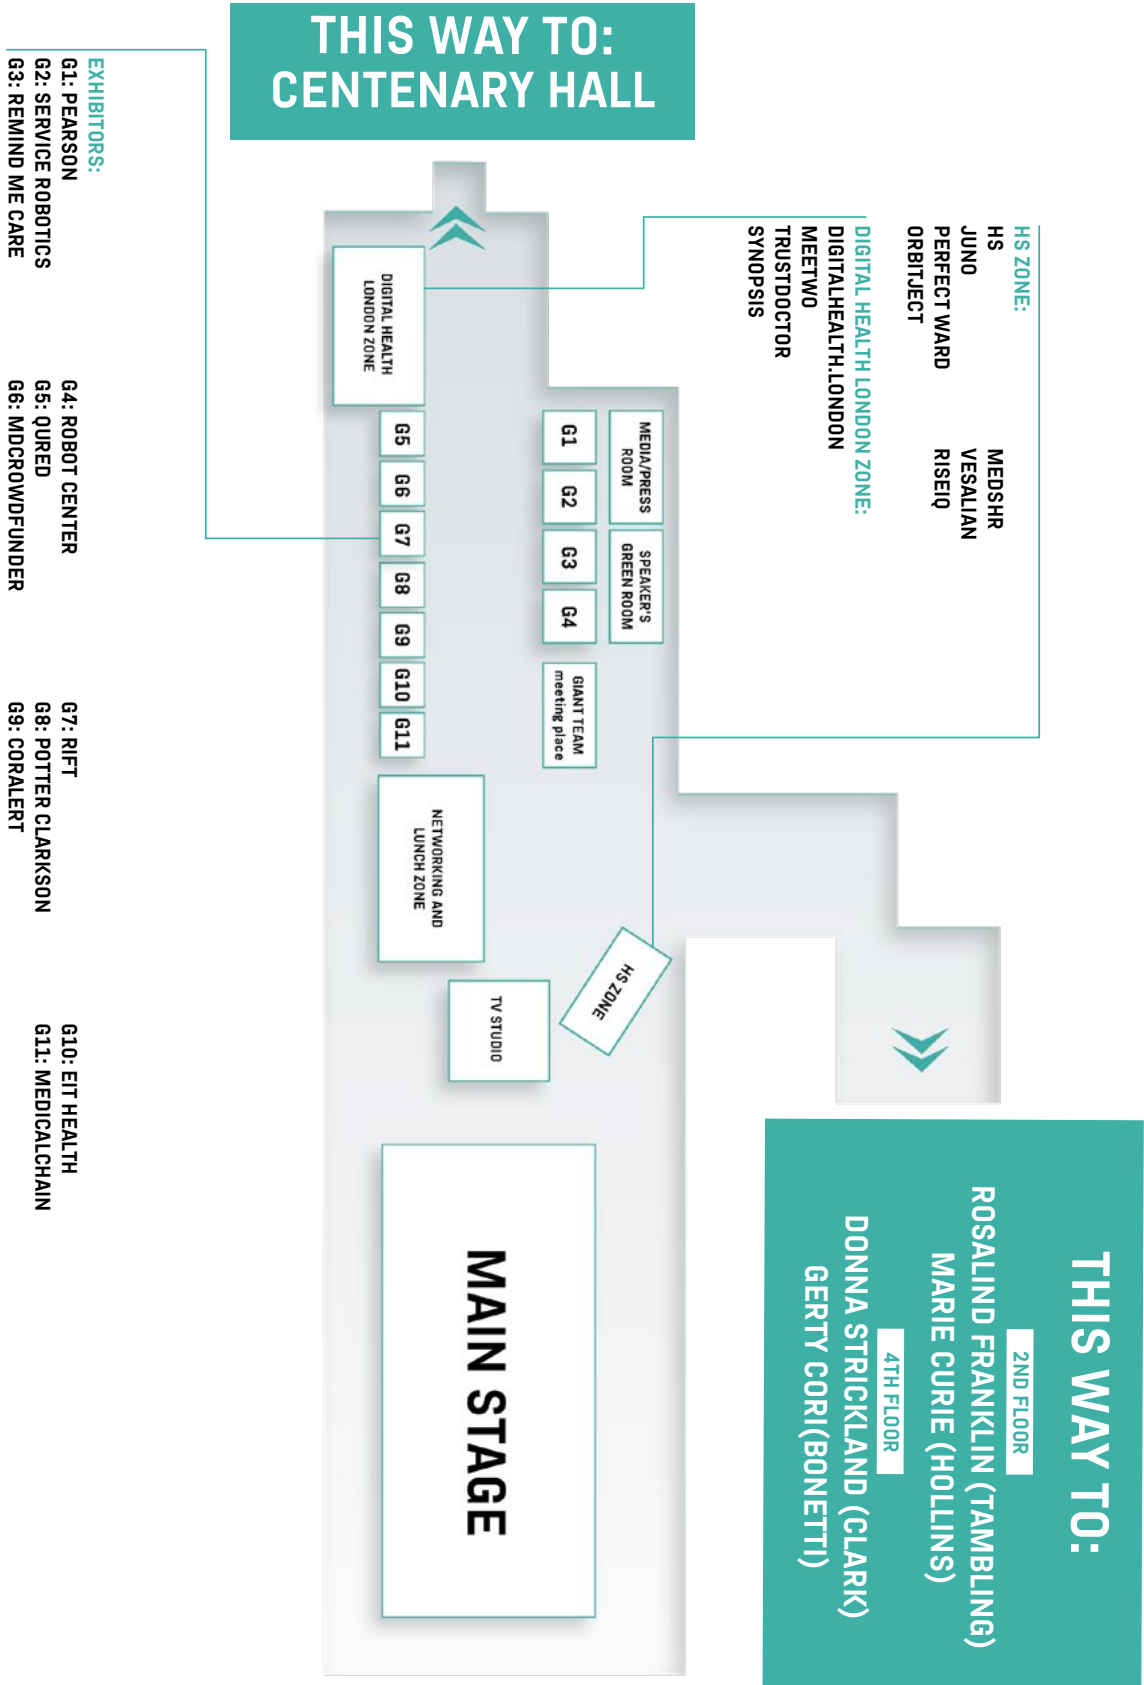 THIS WAY TO:
CENTENARY HALL
HS ZONE:
HS
JUNO
PERFECT WARD
ORBITJECT
MEDSHR
VESALIAN
RISEIQ
DIGITAL HEALTH LONDON ZONE:
DIGITALHEALTH.LONDON
MEETWO
TRUSTDOCTOR
SYNOPSIS
MEDIA/PRESS
ROOM
SPEAKER'S
GREEN ROOM
G1
G2
G3
G4
GIANT TEAM
meeting place
DIGITAL HEALTH
LONDON ZONE
G5
G6
G7
G8
G9
G10
G11
NETWORKING AND
LUNCH ZONE
HS ZONE
TV STUDIO
MAIN STAGE
THIS WAY TO:
2ND FLOOR
ROSALIND FRANKLIN (TAMBLING)
MARIE CURIE (HOLLINS)
4TH FLOOR
DONNA STRICKLAND (CLARK)
GERTY CORI(BONETTI)
EXHIBITORS:
G1: PEARSON
G2: SERVICE ROBOTICS
G3: REMIND ME CARE
G4: ROBOT CENTER
G5: QURED
G6: MDCROWDFUNDER
G7: RIFT
G8: POTTER CLARKSON
G9: CORALERT
G10: EIT HEALTH
G11: MEDICALCHAIN